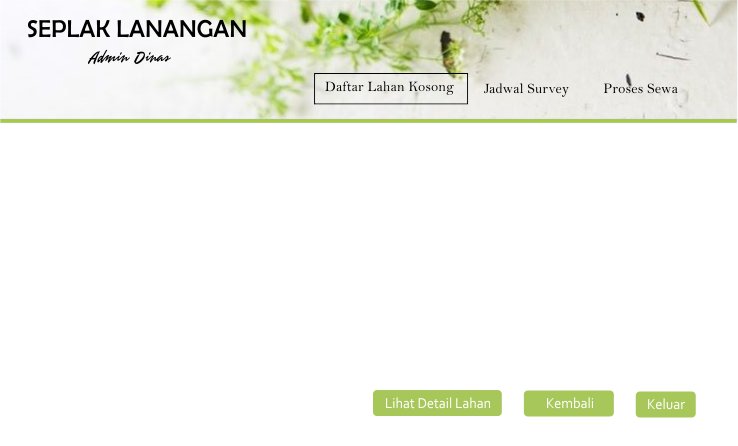 SEPLAK LANANGAN
Admin Dinas
Daftar Lahan Kosong
Jadwal Survey
Proses Sewa
Lihat Detail Lahan
Kembali
Keluar